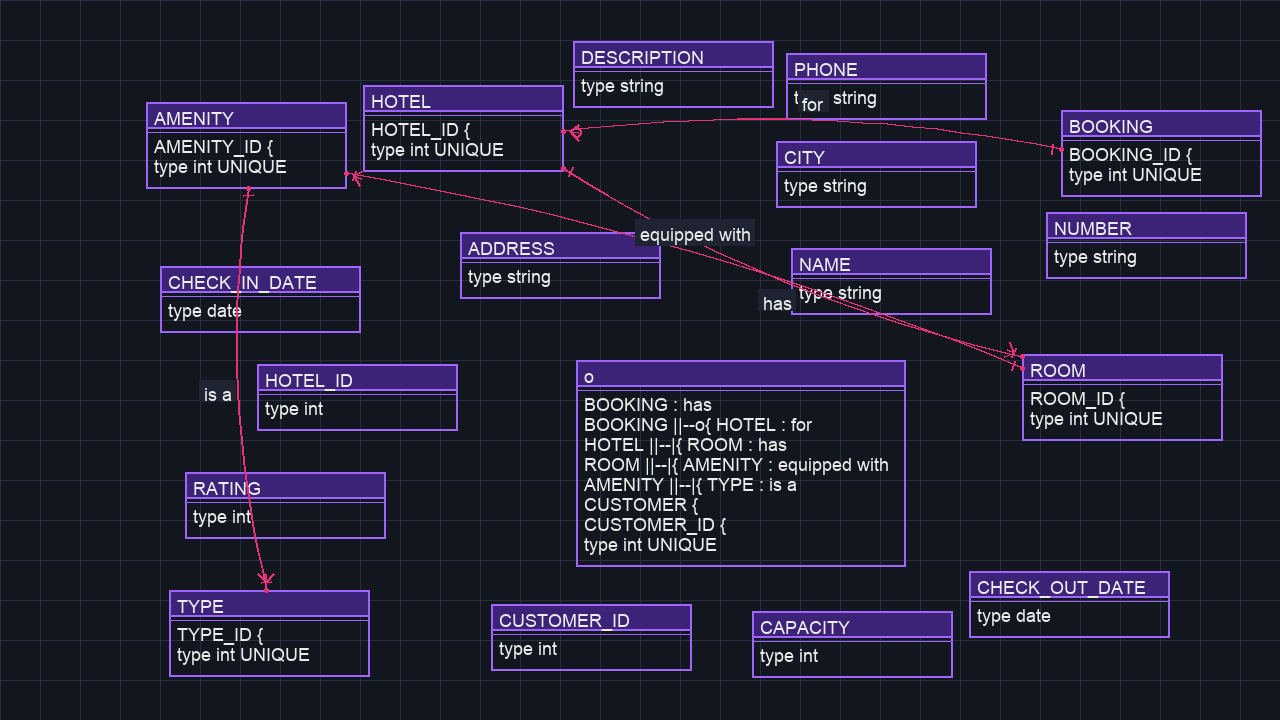 DESCRIPTION
type string
PHONE
t string
for
HOTEL
HOTEL_ID {
type int UNIQUE
AMENITY
AMENITY_ID {
type int UNIQUE
BOOKING
BOOKING_ID {
type int UNIQUE
CITY
type string
NUMBER
type string
equipped with
ADDRESS
type string
NAME
type string
has
CHECK_IN_DATE
type date
HOTEL_ID
type int
is a
o
BOOKING : has
BOOKING ||--o{ HOTEL : for
HOTEL ||--|{ ROOM : has
ROOM ||--|{ AMENITY : equipped with
AMENITY ||--|{ TYPE : is a
CUSTOMER {
CUSTOMER_ID {
type int UNIQUE
ROOM
ROOM_ID {
type int UNIQUE
RATING
type int
TYPE
TYPE_ID {
type int UNIQUE
CUSTOMER_ID
type int
CAPACITY
type int
CHECK_OUT_DATE
type date